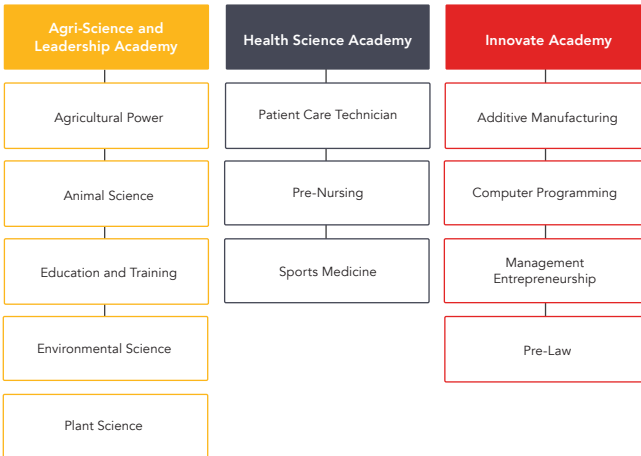 Agri-Science and
Leadership Academy
Agricultural Power
Animal Science
Education and Training
Environmental Science
Plant Science
Health Science Academy
Patient Care Technician
Pre-Nursing
Sports Medicine
Innovate Academy
Additive Manufacturing
Computer Programming
Management
Entrepreneurship
Pre-Law